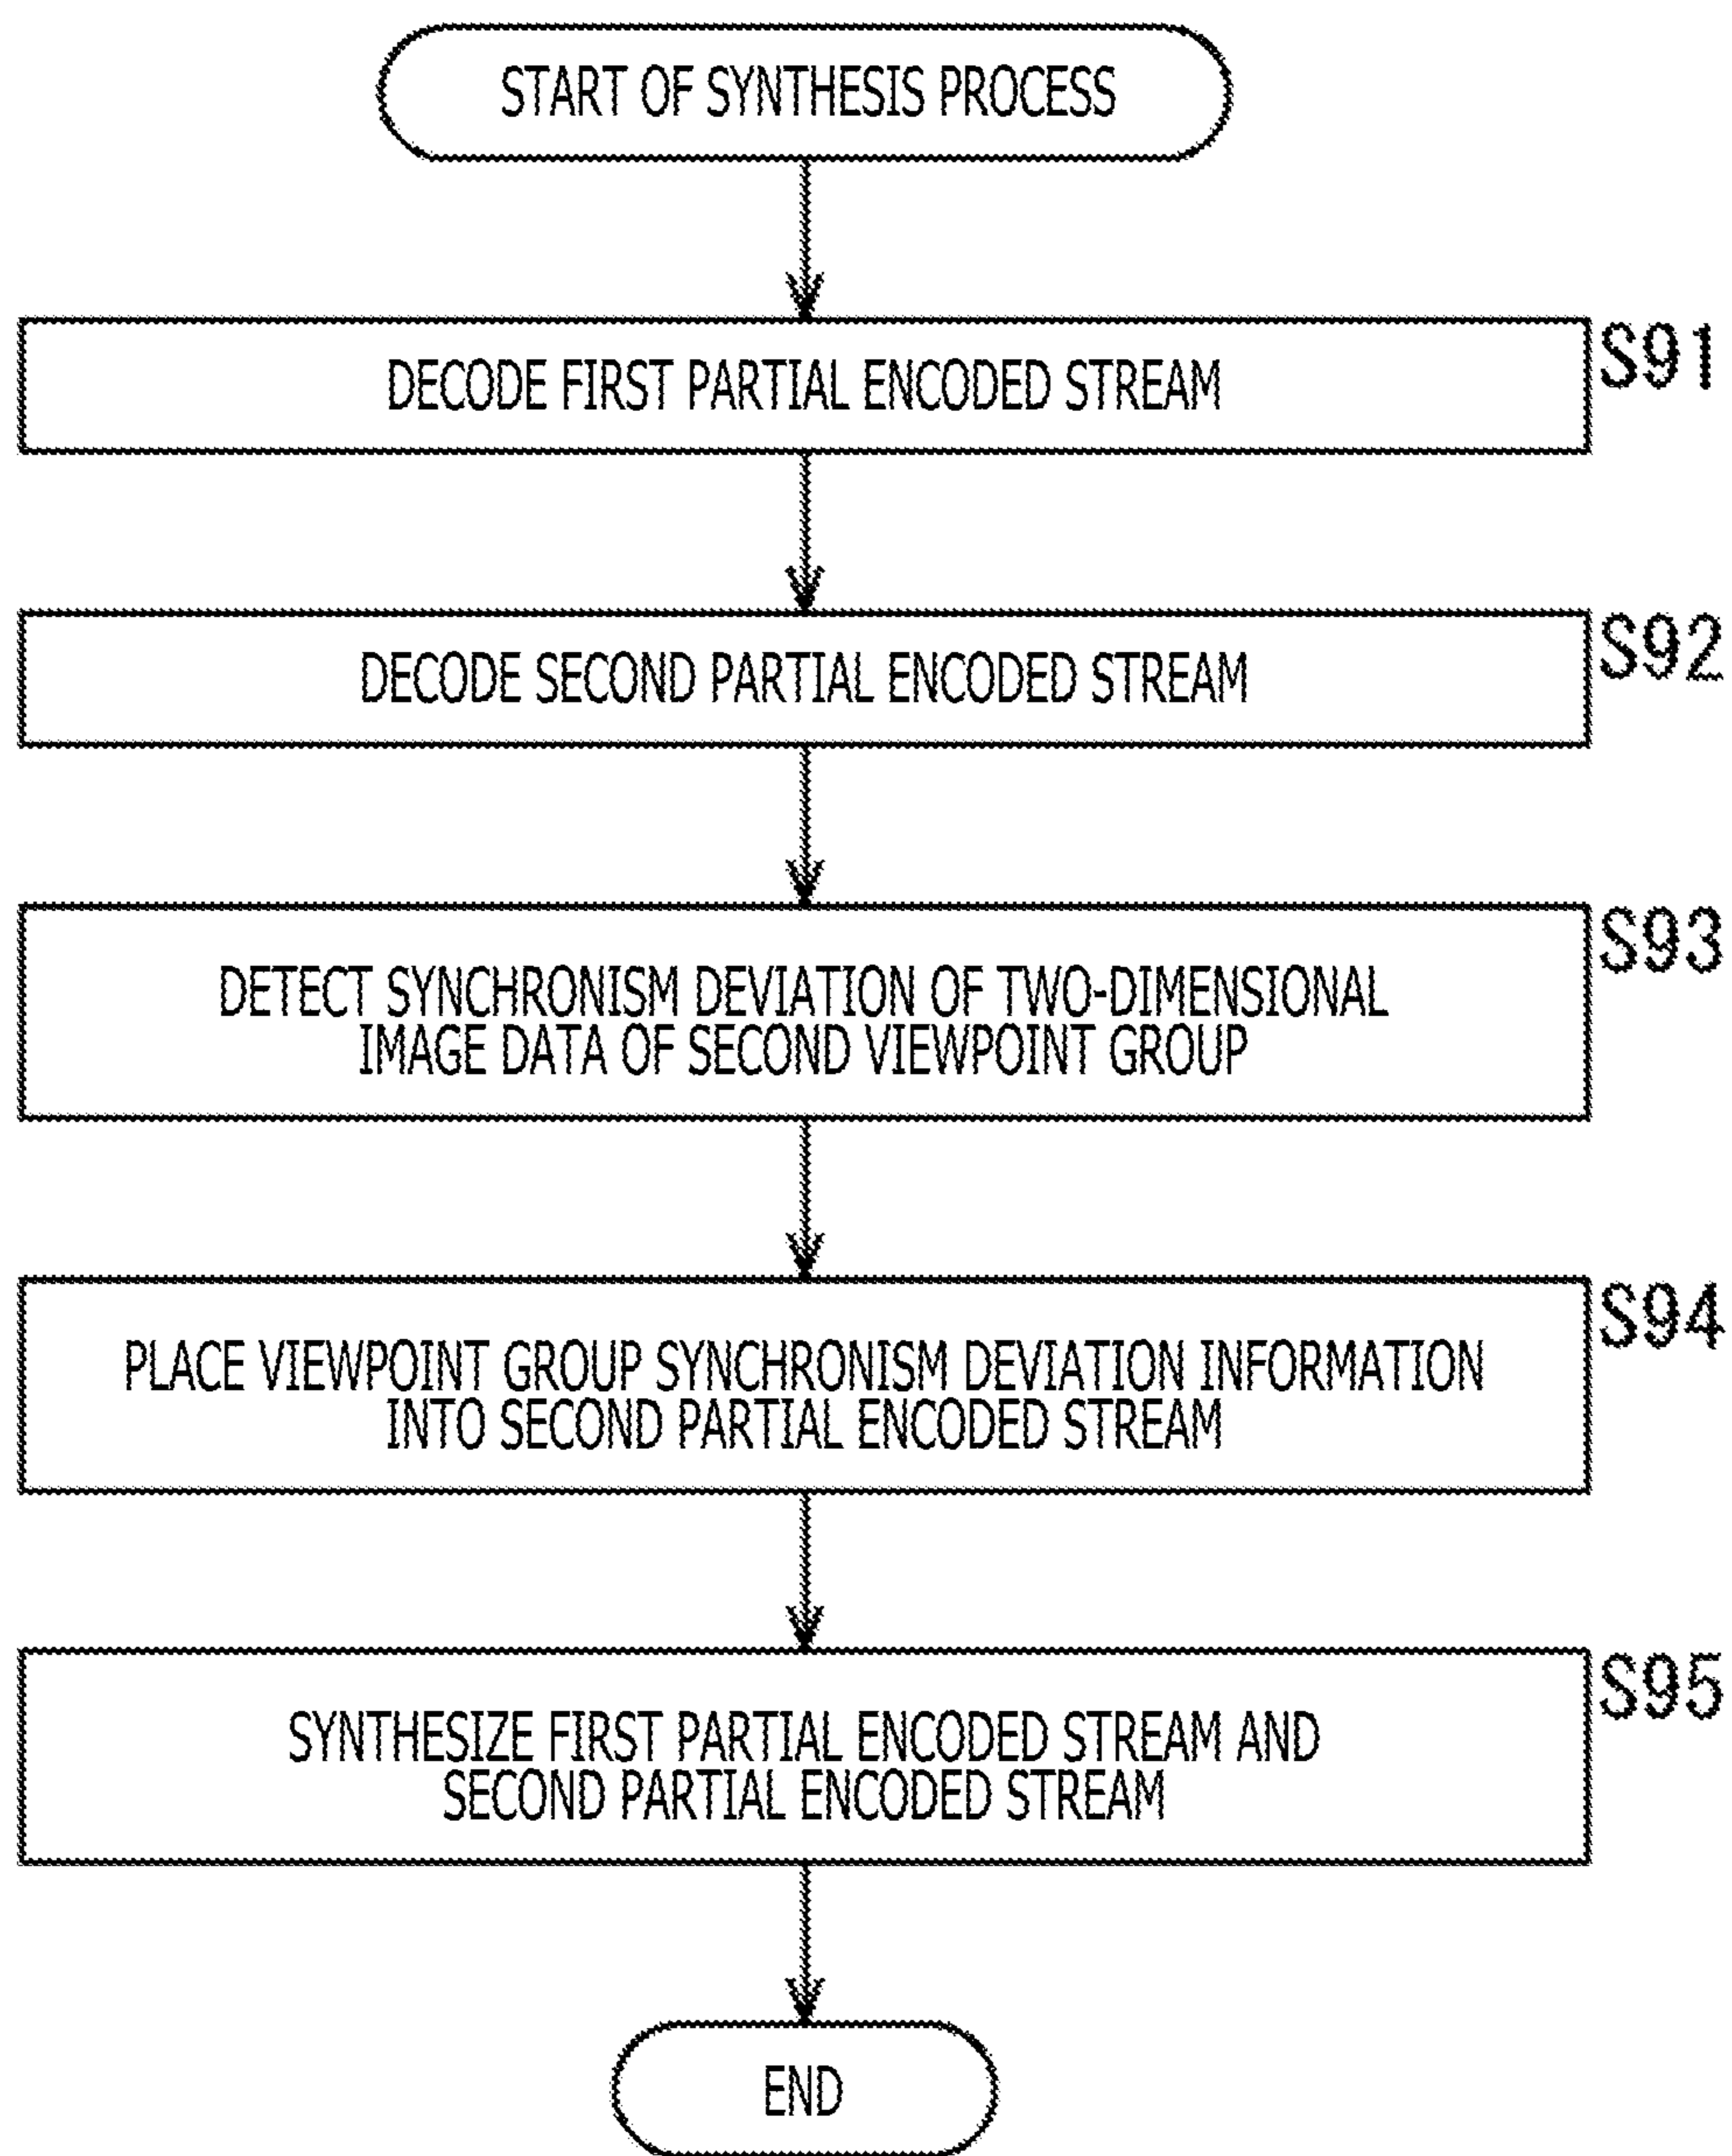 START OF SYNTHESIS PROCESS
DECODE FIRST PARTIAL ENCODED STREAM
S91
DECODE SECOND PARTIAL ENCODED STREAM
S92
DETECT SYNCHRONISM DEVIATION OF TWO-DIMENSIONAL
IMAGE DATA OF SECOND VIEWPOINT GROUP
S93
PLACE VIEWPOINT GROUP SYNCHRONISM DEVIATION INFORMATION
INTO SECOND PARTIAL ENCODED STREAM
S94
SYNTHESIZE FIRST PARTIAL ENCODED STREAM AND
SECOND PARTIAL ENCODED STREAM
S95
END